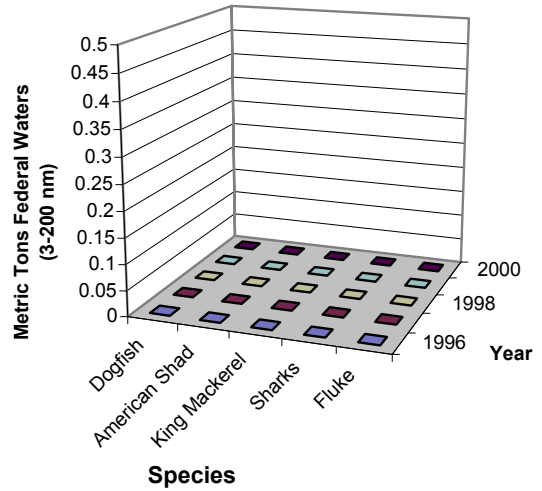 Metric Tons Federal Waters
(3-200 nm)
0.5
0.45
0.4
0.35
0.3
0.25
0.2
0.15
0.1
0.05
0
Dogfish
American Shad
King Mackerel
Sharks
Fluke
Species
1996
1998
2000
Year